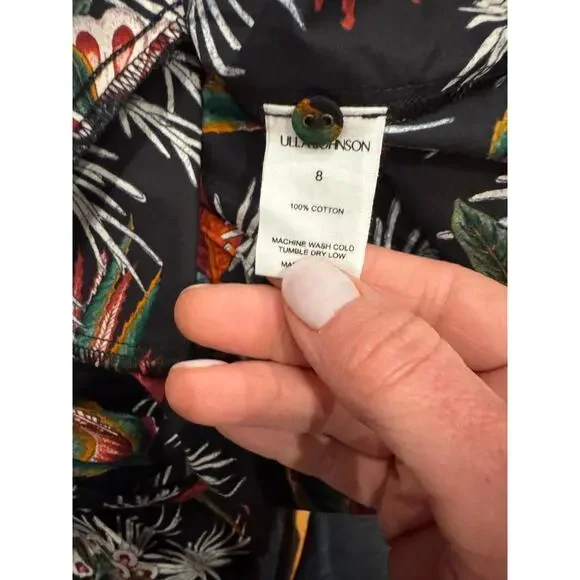 ULLA JOHNSON
8
100% COTTON
MACHINE WASH COLD
TUMBLE DRY LOW